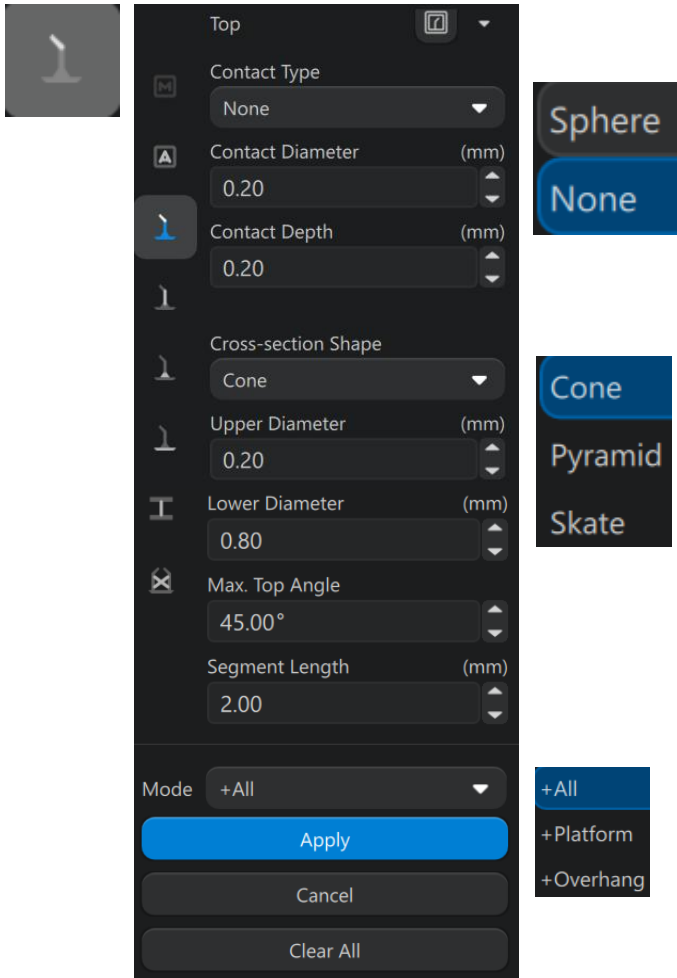 Top
Contact Type
None
Contact Diameter (mm)
0.20
Contact Depth (mm)
0.20
Cross-section Shape
Cone
Upper Diameter (mm)
0.20
Lower Diameter (mm)
0.80
Max. Top Angle
45.00°
Segment Length (mm)
2.00
Mode +All
Apply
Cancel
Clear All
M
A
Sphere
None
Cone
Pyramid
Skate
+All
+Platform
+Overhang